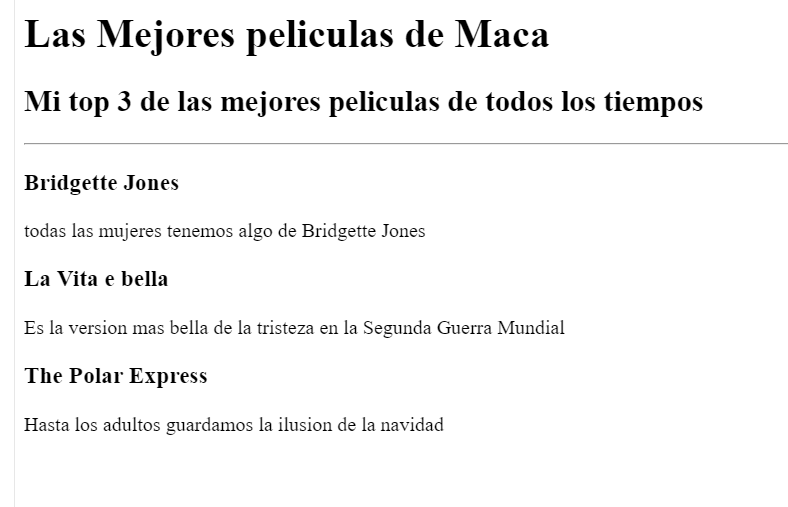 Las Mejores peliculas de Maca
Mi top 3 de las mejores peliculas de todos los tiempos
Bridgette Jones
todas las mujeres tenemos algo de Bridgette Jones
La Vita e bella
Es la version mas bella de la tristeza en la Segunda Guerra Mundial
The Polar Express
Hasta los adultos guardamos la ilusion de la navidad